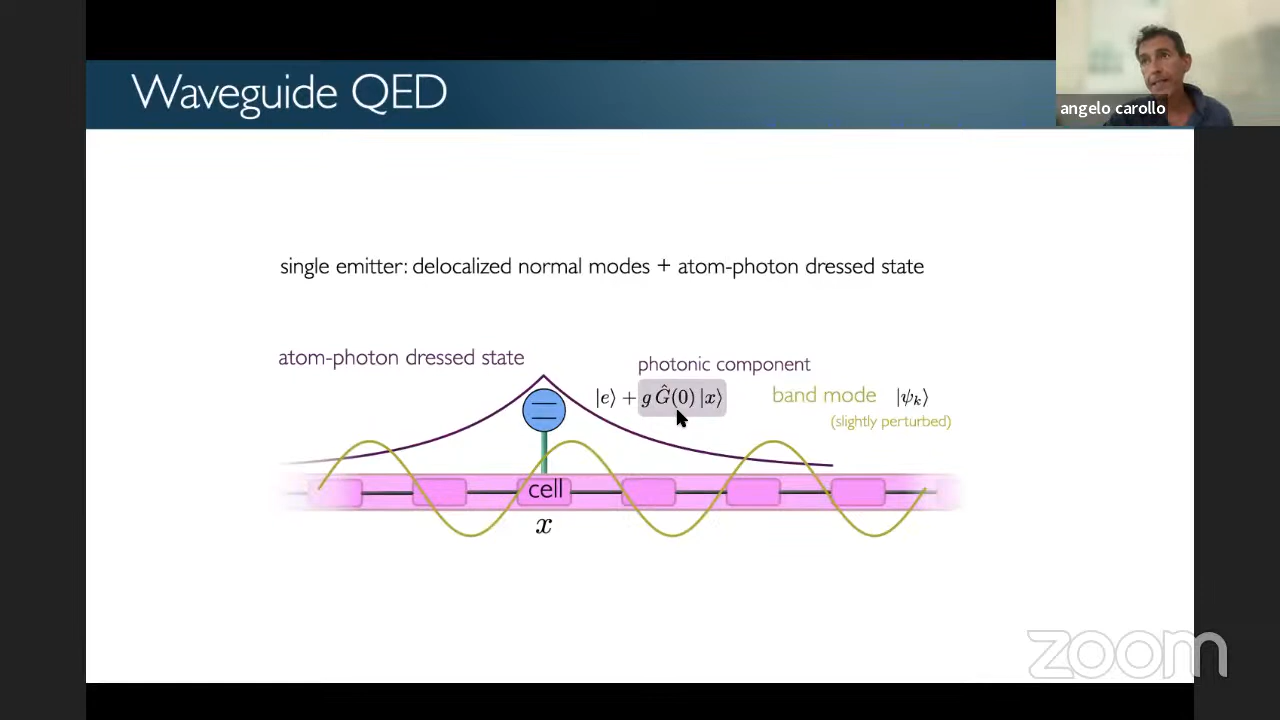 Waveguide QED
angelo carollo
single emitter: delocalized normal modes + atom-photon dressed state
atom-photon dressed state
photonic component
|e⟩ + g Ĝ(0) |x⟩
band mode |ψₖ⟩
(slightly perturbed)
cell
x
zoom